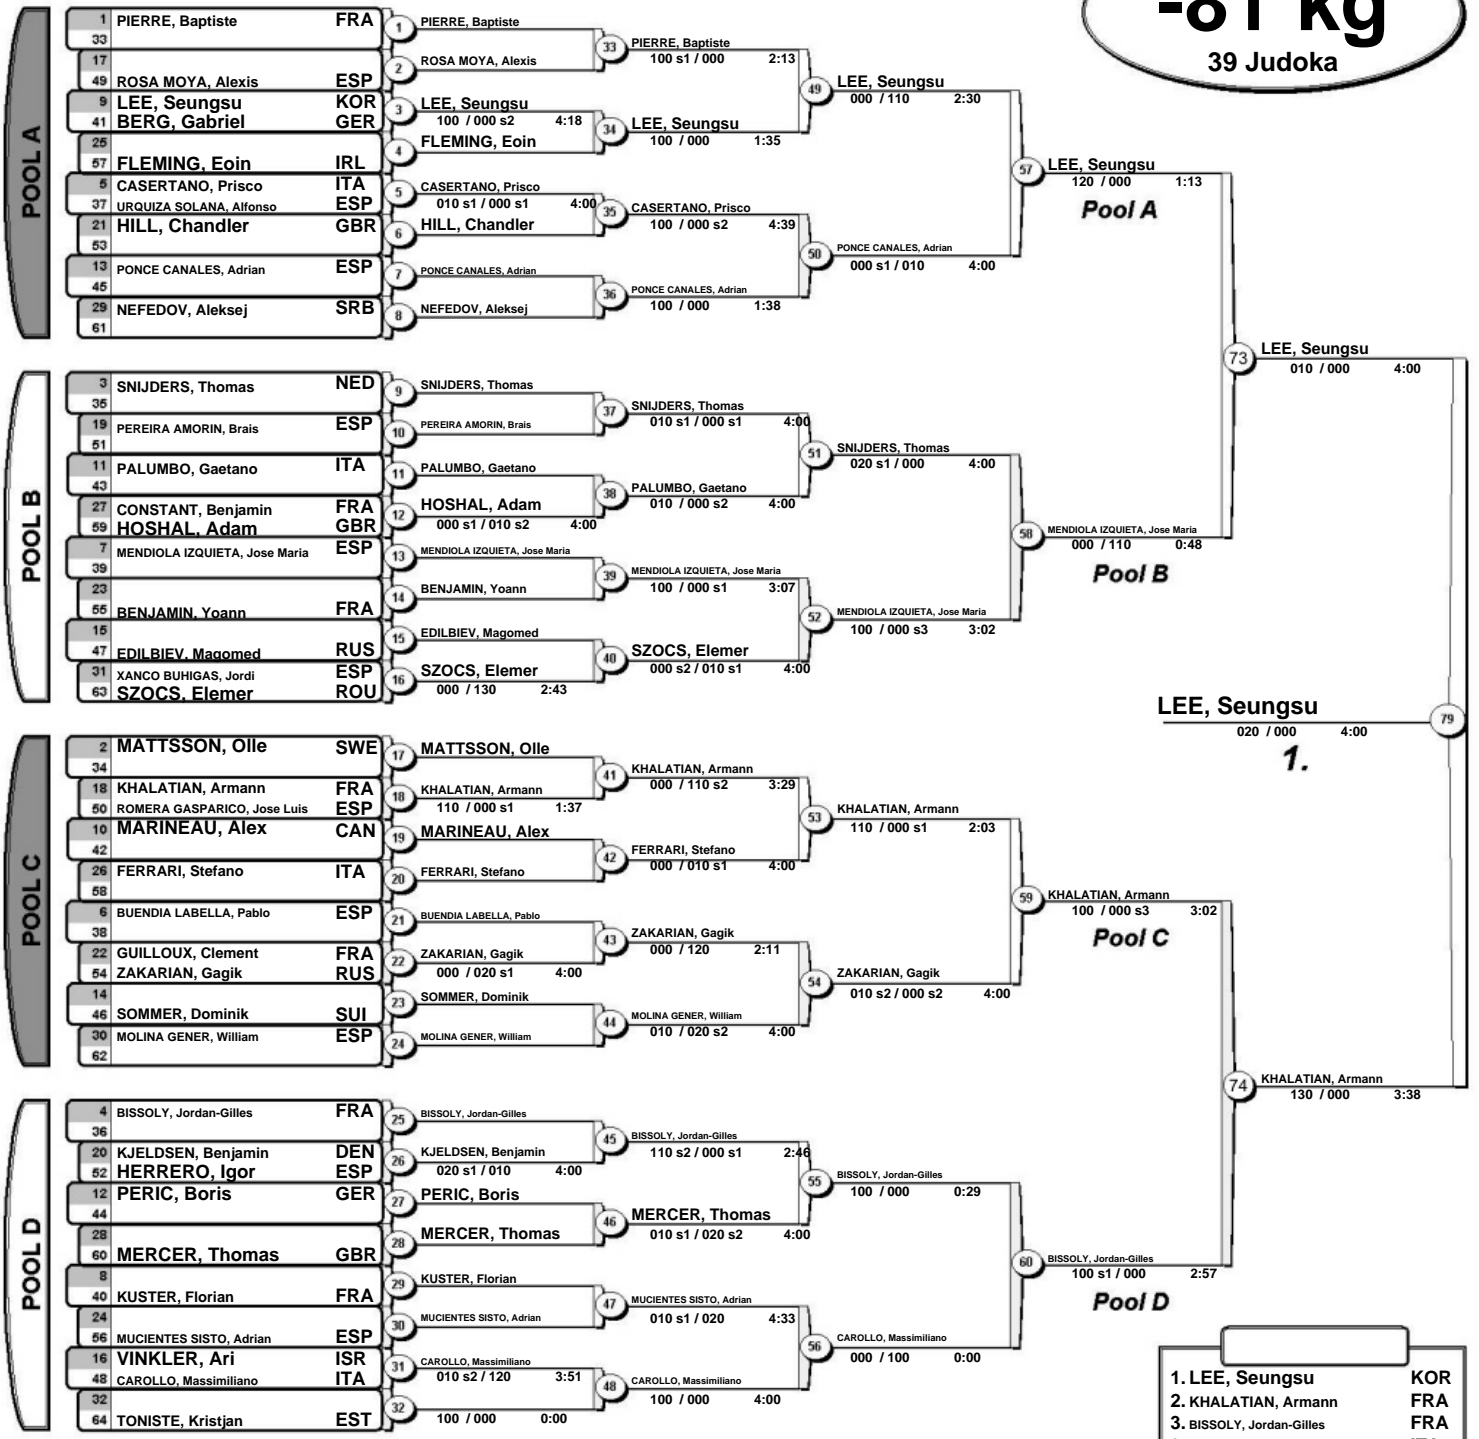 -81 kg
39 Judoka
POOL A
1 PIERRE, Baptiste FRA
33
17
49 ROSA MOYA, Alexis ESP
9 LEE, Seungsu KOR
41 BERG, Gabriel GER
25
57 FLEMING, Eoin IRL
5 CASERTANO, Prisco ITA
37 URQUIZA SOLANA, Alfonso ESP
21 HILL, Chandler GBR
53
13 PONCE CANALES, Adrian ESP
45
29 NEFEDOV, Aleksej SRB
61
1 PIERRE, Baptiste
2 ROSA MOYA, Alexis
3 LEE, Seungsu
100 / 000 s2 4:18
4 FLEMING, Eoin
5 CASERTANO, Prisco
010 s1 / 000 s1 4:00
6 HILL, Chandler
7 PONCE CANALES, Adrian
8 NEFEDOV, Aleksej
33 PIERRE, Baptiste
100 s1 / 000 2:13
34 LEE, Seungsu
100 / 000 1:35
35 CASERTANO, Prisco
100 / 000 s2 4:39
36 PONCE CANALES, Adrian
100 / 000 1:38
49 LEE, Seungsu
000 / 110 2:30
50 PONCE CANALES, Adrian
000 s1 / 010 4:00
57 LEE, Seungsu
120 / 000 1:13
Pool A
POOL B
3 SNIJDERS, Thomas NED
35
19 PEREIRA AMORIN, Brais ESP
51
11 PALUMBO, Gaetano ITA
43
27 CONSTANT, Benjamin FRA
59 HOSHAL, Adam GBR
7 MENDIOLA IZQUIETA, Jose Maria ESP
39
23
55 BENJAMIN, Yoann FRA
15
47 EDILBIEV, Magomed RUS
31 XANCO BUHIGAS, Jordi ESP
63 SZOCS, Elemer ROU
9 SNIJDERS, Thomas
10 PEREIRA AMORIN, Brais
11 PALUMBO, Gaetano
12 HOSHAL, Adam
000 s1 / 010 s2 4:00
13 MENDIOLA IZQUIETA, Jose Maria
14 BENJAMIN, Yoann
15 EDILBIEV, Magomed
16 SZOCS, Elemer
000 / 130 2:43
37 SNIJDERS, Thomas
010 s1 / 000 s1 4:00
38 PALUMBO, Gaetano
010 / 000 s2 4:00
39 MENDIOLA IZQUIETA, Jose Maria
100 / 000 s1 3:07
40 SZOCS, Elemer
000 s2 / 010 s1 4:00
51 SNIJDERS, Thomas
020 s1 / 000 4:00
52 MENDIOLA IZQUIETA, Jose Maria
100 / 000 s3 3:02
58 MENDIOLA IZQUIETA, Jose Maria
000 / 110 0:48
Pool B
73 LEE, Seungsu
010 / 000 4:00
LEE, Seungsu 79
020 / 000 4:00
1.
POOL C
2 MATTSSON, Olle SWE
34
18 KHALATIAN, Armann FRA
50 ROMERA GASPARICO, Jose Luis ESP
10 MARINEAU, Alex CAN
42
26 FERRARI, Stefano ITA
58
6 BUENDIA LABELLA, Pablo ESP
38
22 GUILLOUX, Clement FRA
54 ZAKARIAN, Gagik RUS
14
46 SOMMER, Dominik SUI
30 MOLINA GENER, William ESP
62
17 MATTSSON, Olle
18 KHALATIAN, Armann
110 / 000 s1 1:37
19 MARINEAU, Alex
20 FERRARI, Stefano
21 BUENDIA LABELLA, Pablo
22 ZAKARIAN, Gagik
000 / 020 s1 4:00
23 SOMMER, Dominik
24 MOLINA GENER, William
41 KHALATIAN, Armann
000 / 110 s2 3:29
42 FERRARI, Stefano
000 / 010 s1 4:00
43 ZAKARIAN, Gagik
000 / 120 2:11
44 MOLINA GENER, William
010 / 020 s2 4:00
53 KHALATIAN, Armann
110 / 000 s1 2:03
54 ZAKARIAN, Gagik
010 s2 / 000 s2 4:00
59 KHALATIAN, Armann
100 / 000 s3 3:02
Pool C
POOL D
4 BISSOLY, Jordan-Gilles FRA
36
20 KJELDSEN, Benjamin DEN
52 HERRERO, Igor ESP
12 PERIC, Boris GER
44
28
60 MERCER, Thomas GBR
8
40 KUSTER, Florian FRA
24
56 MUCIENTES SISTO, Adrian ESP
16 VINKLER, Ari ISR
48 CAROLLO, Massimiliano ITA
32
64 TONISTE, Kristjan EST
25 BISSOLY, Jordan-Gilles
26 KJELDSEN, Benjamin
020 s1 / 010 4:00
27 PERIC, Boris
28 MERCER, Thomas
29 KUSTER, Florian
30 MUCIENTES SISTO, Adrian
31 CAROLLO, Massimiliano
010 s2 / 120 3:51
32
100 / 000 0:00
45 BISSOLY, Jordan-Gilles
110 s2 / 000 s1 2:46
46 MERCER, Thomas
010 s1 / 020 s2 4:00
47 MUCIENTES SISTO, Adrian
010 s1 / 020 4:33
48 CAROLLO, Massimiliano
100 / 000 4:00
55 BISSOLY, Jordan-Gilles
100 / 000 0:29
56 CAROLLO, Massimiliano
000 / 100 0:00
60 BISSOLY, Jordan-Gilles
100 s1 / 000 2:57
Pool D
74 KHALATIAN, Armann
130 / 000 3:38
1. LEE, Seungsu KOR
2. KHALATIAN, Armann FRA
3. BISSOLY, Jordan-Gilles FRA